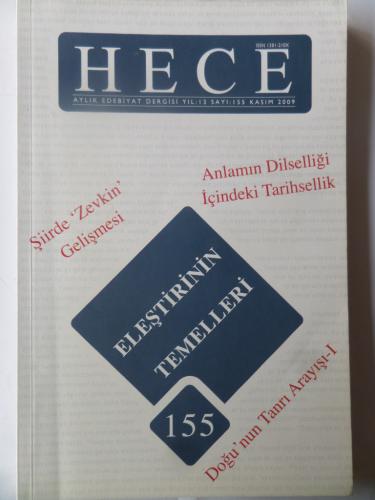 ISSN 1301-210X
HECE
AYLIK EDEBİYAT DERGİSİ YIL:13 SAYI:155 KASIM 2009
Anlamın Dilselliği
İçindeki Tarihsellik
Şiirde 'Zevkin'
Gelişmesi
ELEŞTİRİNİN
TEMELLERİ
155
Doğu'nun Tanrı Arayışı-I